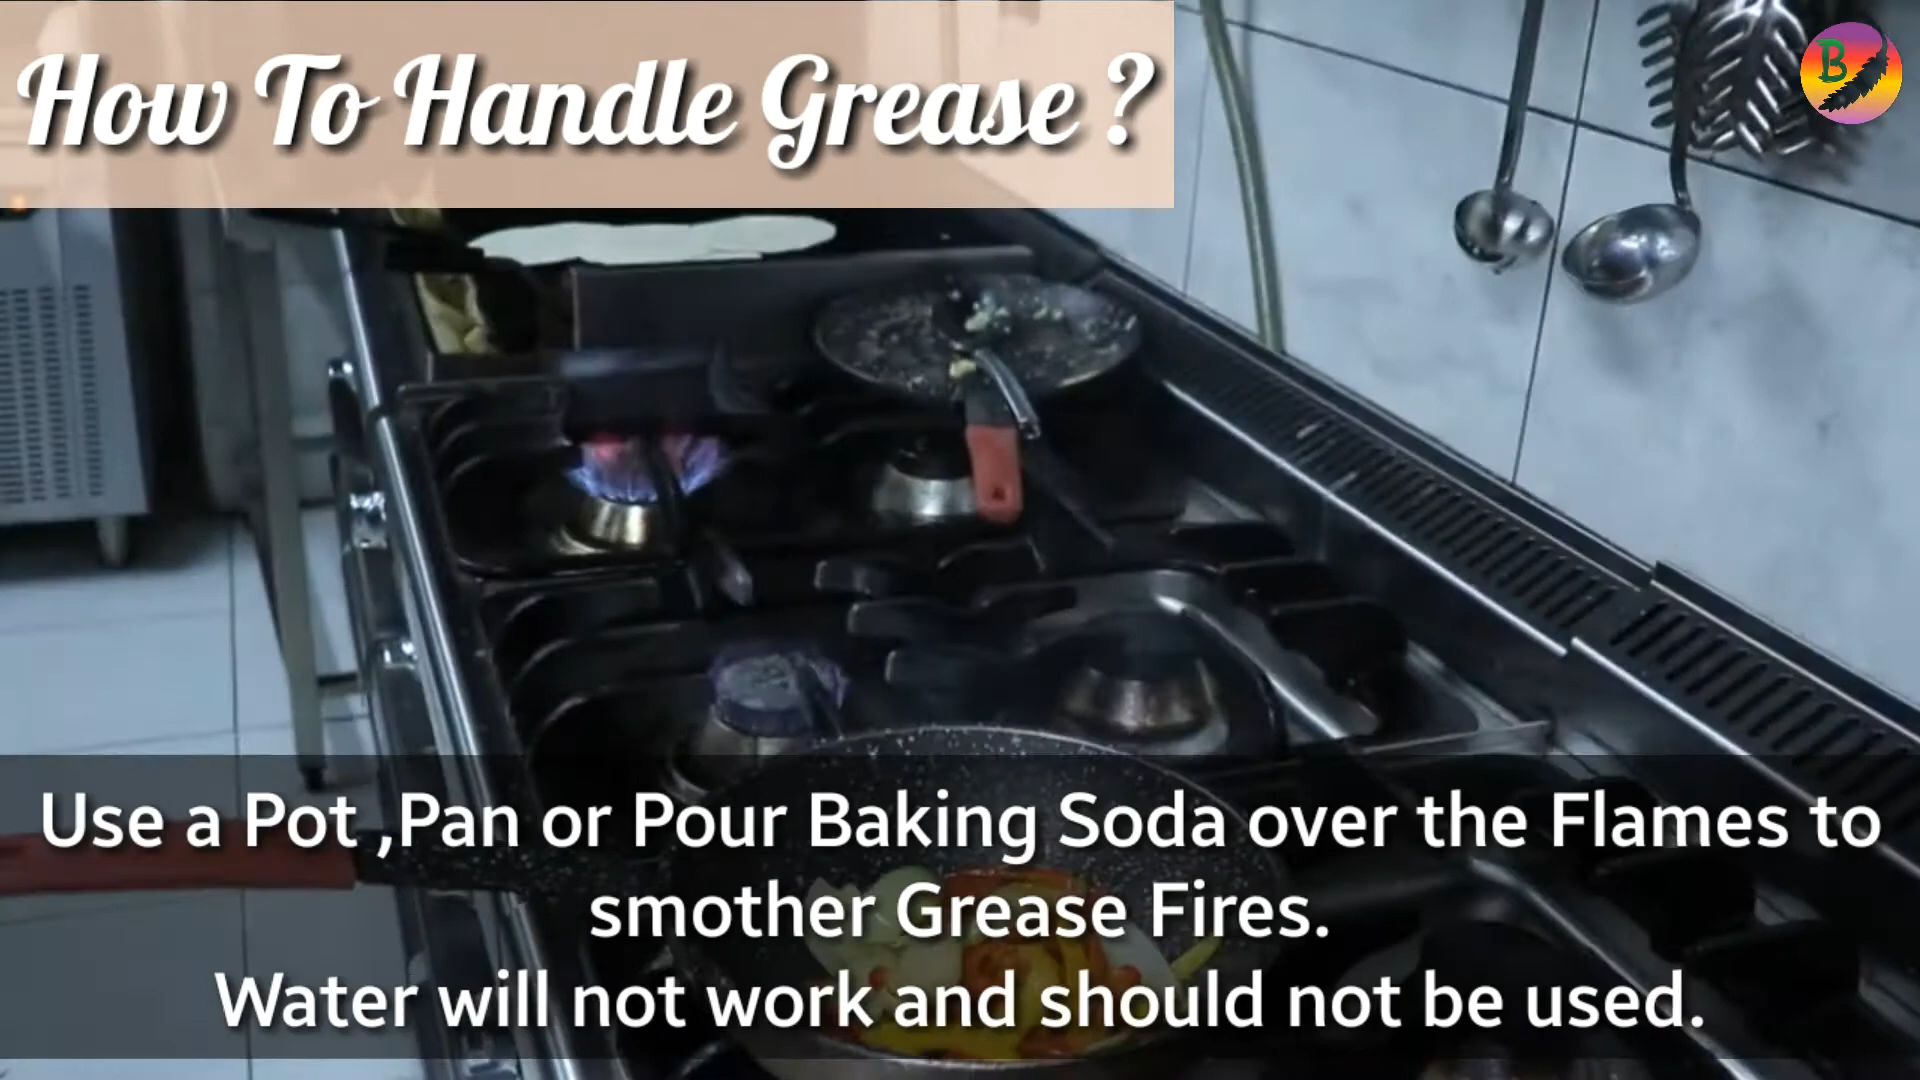 How To Handle Grease ?
B
Use a Pot ,Pan or Pour Baking Soda over the Flames to
smother Grease Fires.
Water will not work and should not be used.